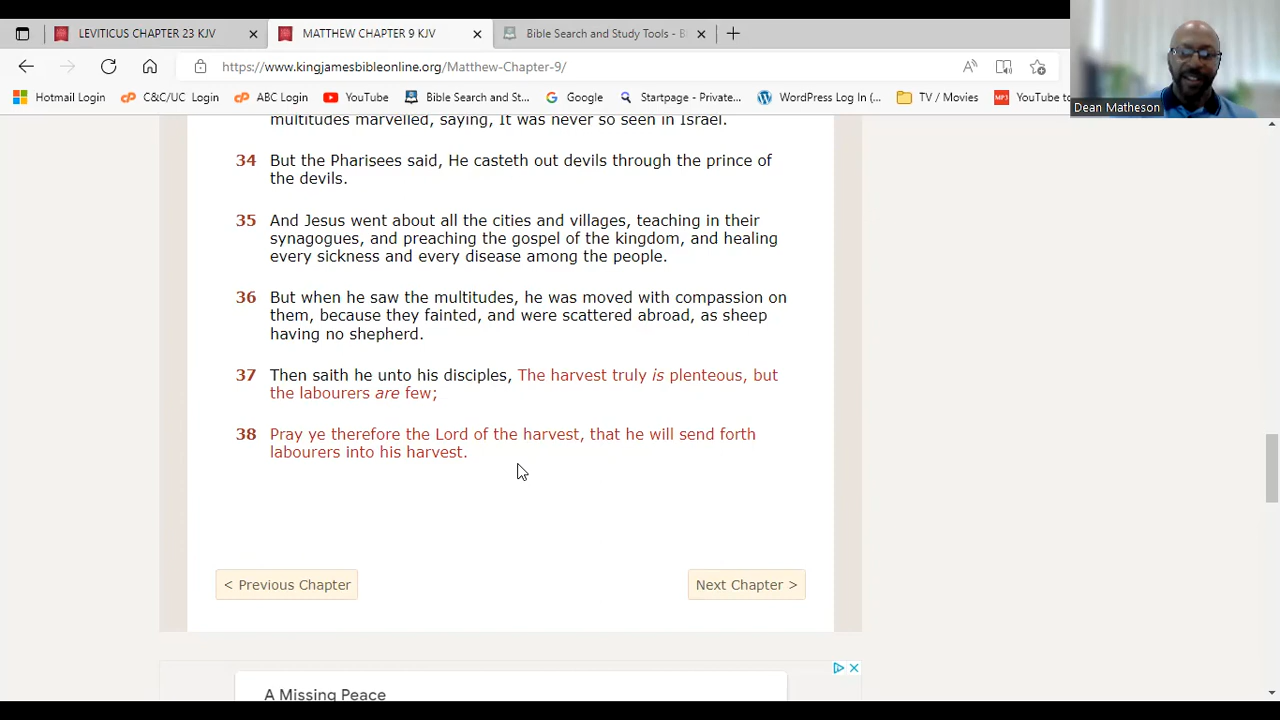 LEVITICUS CHAPTER 23 KJV
MATTHEW CHAPTER 9 KJV
Bible Search and Study Tools - B
https://www.kingjamesbibleonline.org/Matthew-Chapter-9/
Dean Matheson
Hotmail Login C&C/UC Login ABC Login YouTube Bible Search and St... Google Startpage - Private... WordPress Log In (... TV / Movies YouTube to
multitudes marvelled, saying, It was never so seen in Israel.
34 But the Pharisees said, He casteth out devils through the prince of
the devils.
35 And Jesus went about all the cities and villages, teaching in their
synagogues, and preaching the gospel of the kingdom, and healing
every sickness and every disease among the people.
36 But when he saw the multitudes, he was moved with compassion on
them, because they fainted, and were scattered abroad, as sheep
having no shepherd.
37 Then saith he unto his disciples, The harvest truly is plenteous, but
the labourers are few;
38 Pray ye therefore the Lord of the harvest, that he will send forth
labourers into his harvest.
< Previous Chapter
Next Chapter >
A Missing Peace